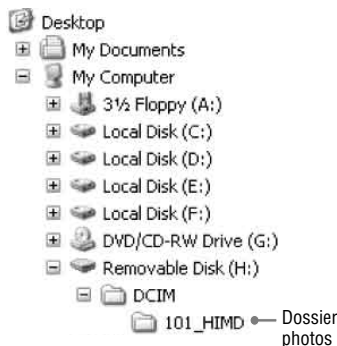 Desktop
My Documents
My Computer
3½ Floppy (A:)
Local Disk (C:)
Local Disk (D:)
Local Disk (E:)
Local Disk (F:)
DVD/CD-RW Drive (G:)
Removable Disk (H:)
DCIM
101_HIMD
Dossier
photos